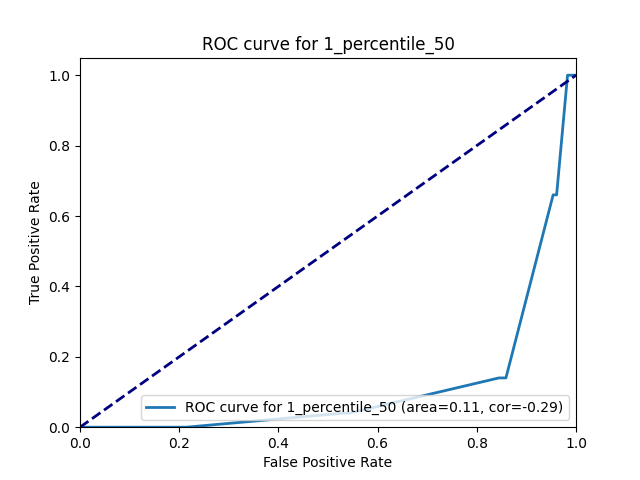 ROC curve for 1_percentile_50
True Positive Rate
1.0
0.8
0.6
0.4
0.2
0.0
ROC curve for 1_percentile_50 (area=0.11, cor=-0.29)
0.0 0.2 0.4 0.6 0.8 1.0
False Positive Rate